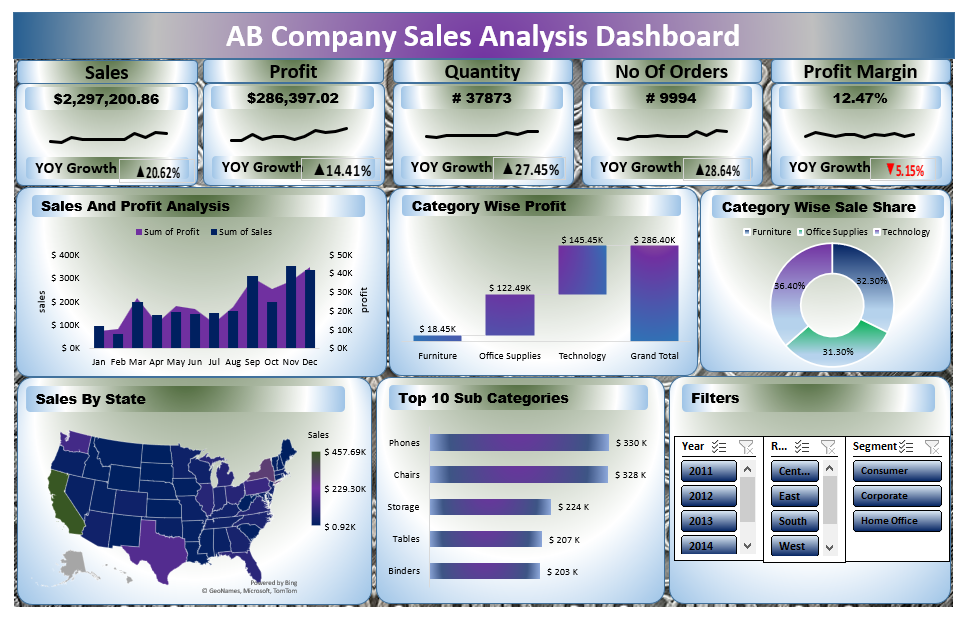 AB Company Sales Analysis Dashboard
Sales
$2,297,200.86
YOY Growth ▲20.62%
Profit
$286,397.02
YOY Growth ▲14.41%
Quantity
# 37873
YOY Growth ▲27.45%
No Of Orders
# 9994
YOY Growth ▲28.64%
Profit Margin
12.47%
YOY Growth ▼5.15%
Sales And Profit Analysis
Sum of Profit Sum of Sales
$ 400K
$ 300K
$ 200K
$ 100K
$ 0K
sales
$ 50K
$ 40K
$ 30K
$ 20K
$ 10K
$ 0K
profit
Jan Feb Mar Apr May Jun Jul Aug Sep Oct Nov Dec
Category Wise Profit
$ 18.45K
$ 122.49K
$ 145.45K
$ 286.40K
Furniture Office Supplies Technology Grand Total
Category Wise Sale Share
Furniture Office Supplies Technology
36.40%
32.30%
31.30%
Sales By State
Sales
$ 457.69K
$ 229.30K
$ 0.92K
Powered by Bing
© GeoNames, Microsoft, TomTom
Top 10 Sub Categories
Phones $ 330 K
Chairs $ 328 K
Storage $ 224 K
Tables $ 207 K
Binders $ 203 K
Filters
Year
2011
2012
2013
2014
R...
Cent...
East
South
West
Segment
Consumer
Corporate
Home Office